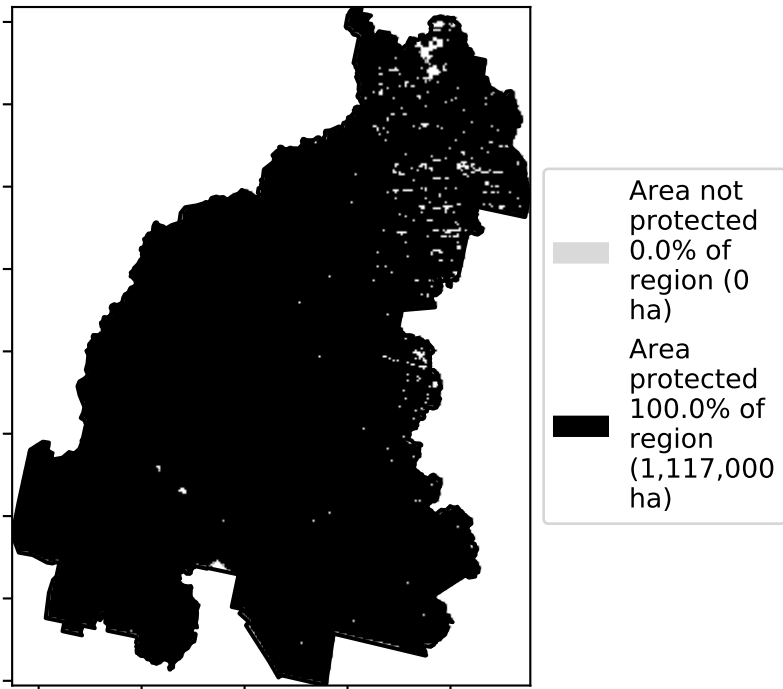 Area not
protected
0.0% of
region (0
ha)
Area
protected
100.0% of
region
(1,117,000
ha)